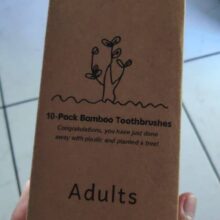 10-Pack Bamboo Toothbrushes
Congratulations, you have just done
away with plastic and planted a tree!
Adults